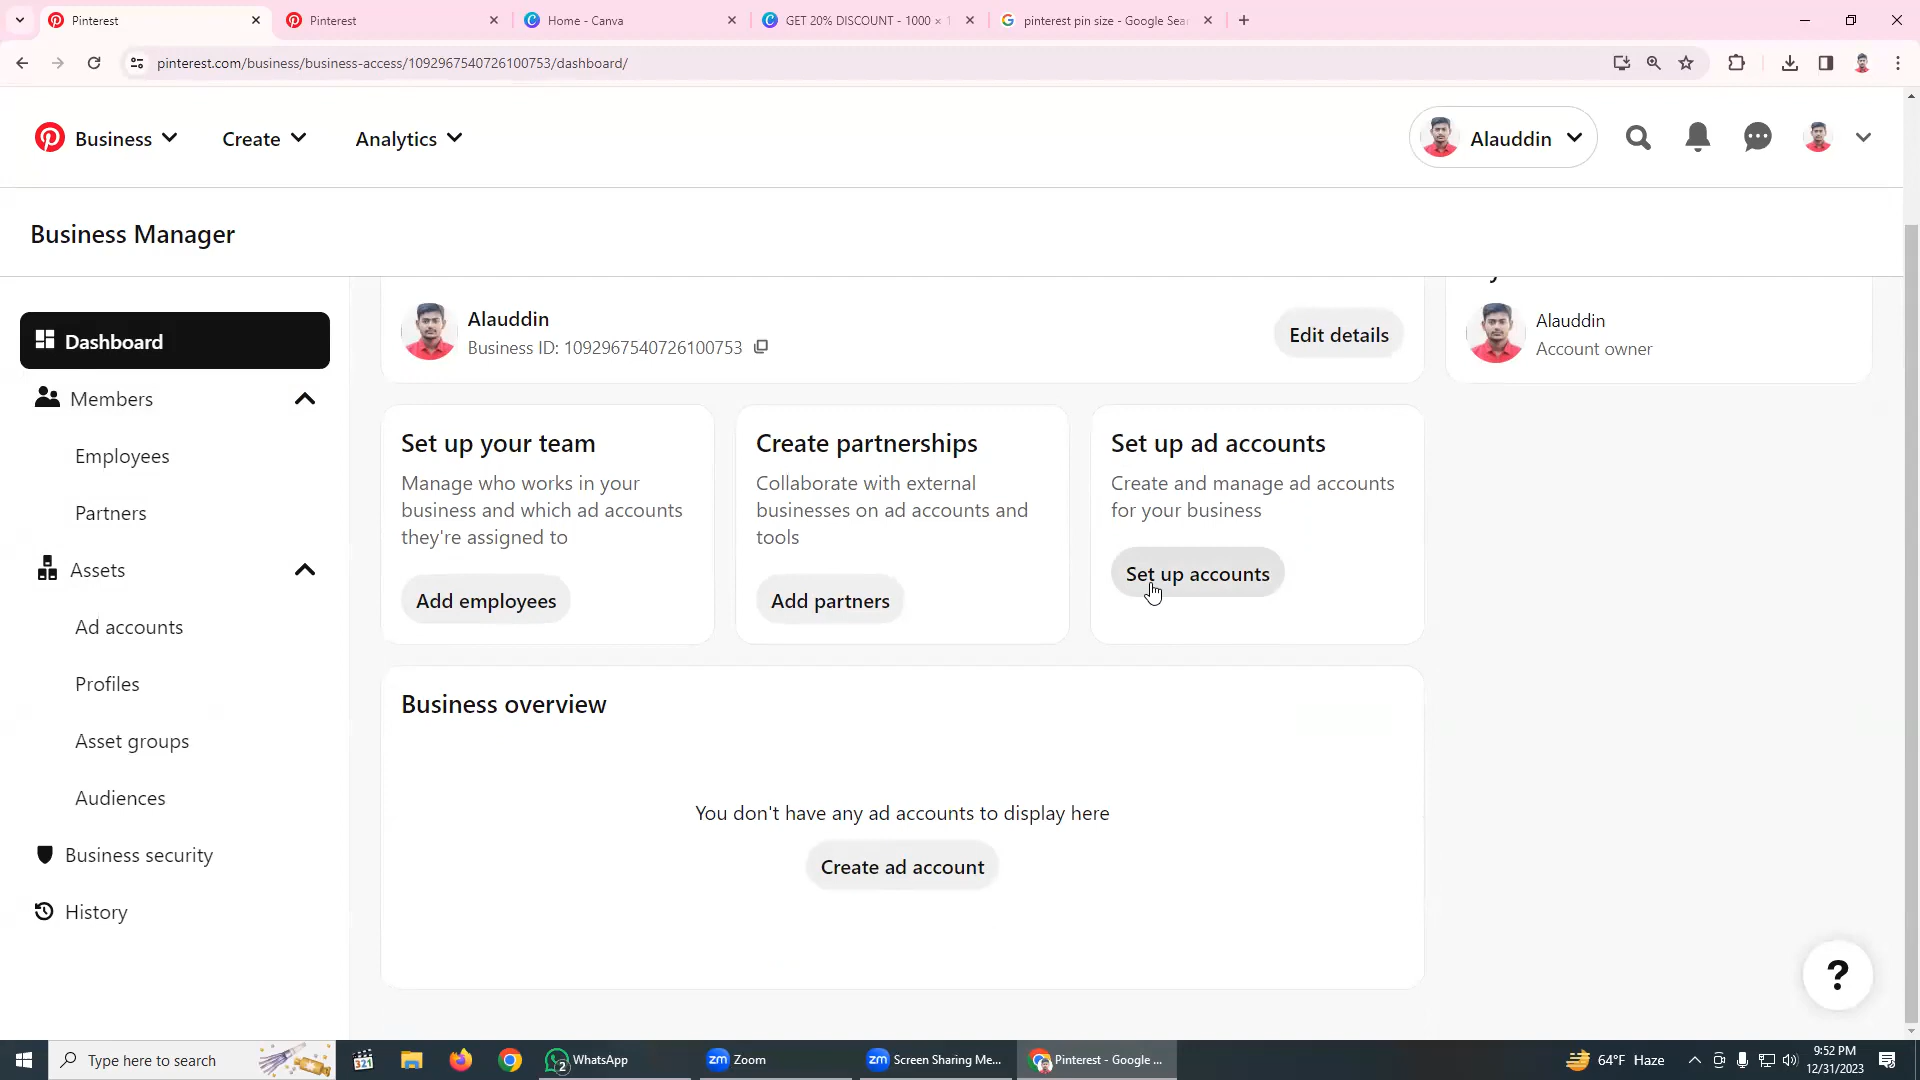 Pinterest
Pinterest
Home - Canva
GET 20% DISCOUNT - 1000 × 1
pinterest pin size - Google Sea
pinterest.com/business/business-access/1092967540726100753/dashboard/
Business
Create
Analytics
Alauddin
Business Manager
Dashboard
Members
Employees
Partners
Assets
Ad accounts
Profiles
Asset groups
Audiences
Business security
History
Alauddin
Business ID: 1092967540726100753
Edit details
Alauddin
Account owner
Set up your team
Manage who works in your
business and which ad accounts
they're assigned to
Add employees
Create partnerships
Collaborate with external
businesses on ad accounts and
tools
Add partners
Set up ad accounts
Create and manage ad accounts
for your business
Set up accounts
Business overview
You don't have any ad accounts to display here
Create ad account
?
Type here to search
321
2
WhatsApp
zm
Zoom
zm
Screen Sharing Me...
Pinterest - Google ...
64°F Haze
9:52 PM
12/31/2023